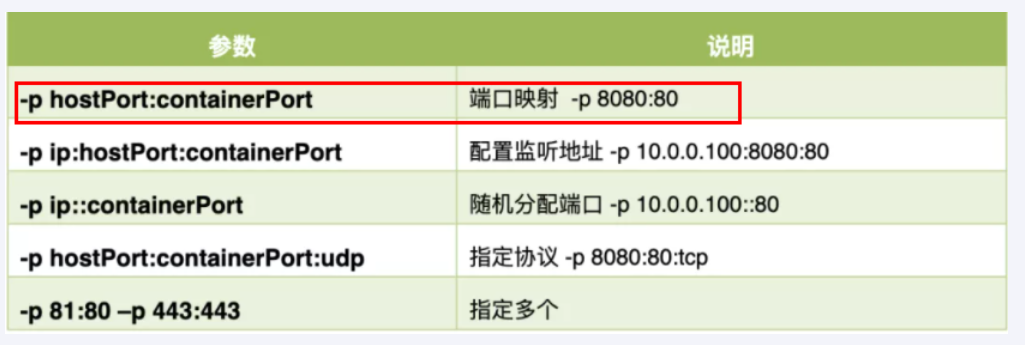 参数 说明
-p hostPort:containerPort 端口映射 -p 8080:80
-p ip:hostPort:containerPort 配置监听地址 -p 10.0.0.100:8080:80
-p ip::containerPort 随机分配端口 -p 10.0.0.100::80
-p hostPort:containerPort:udp 指定协议 -p 8080:80:tcp
-p 81:80 –p 443:443 指定多个